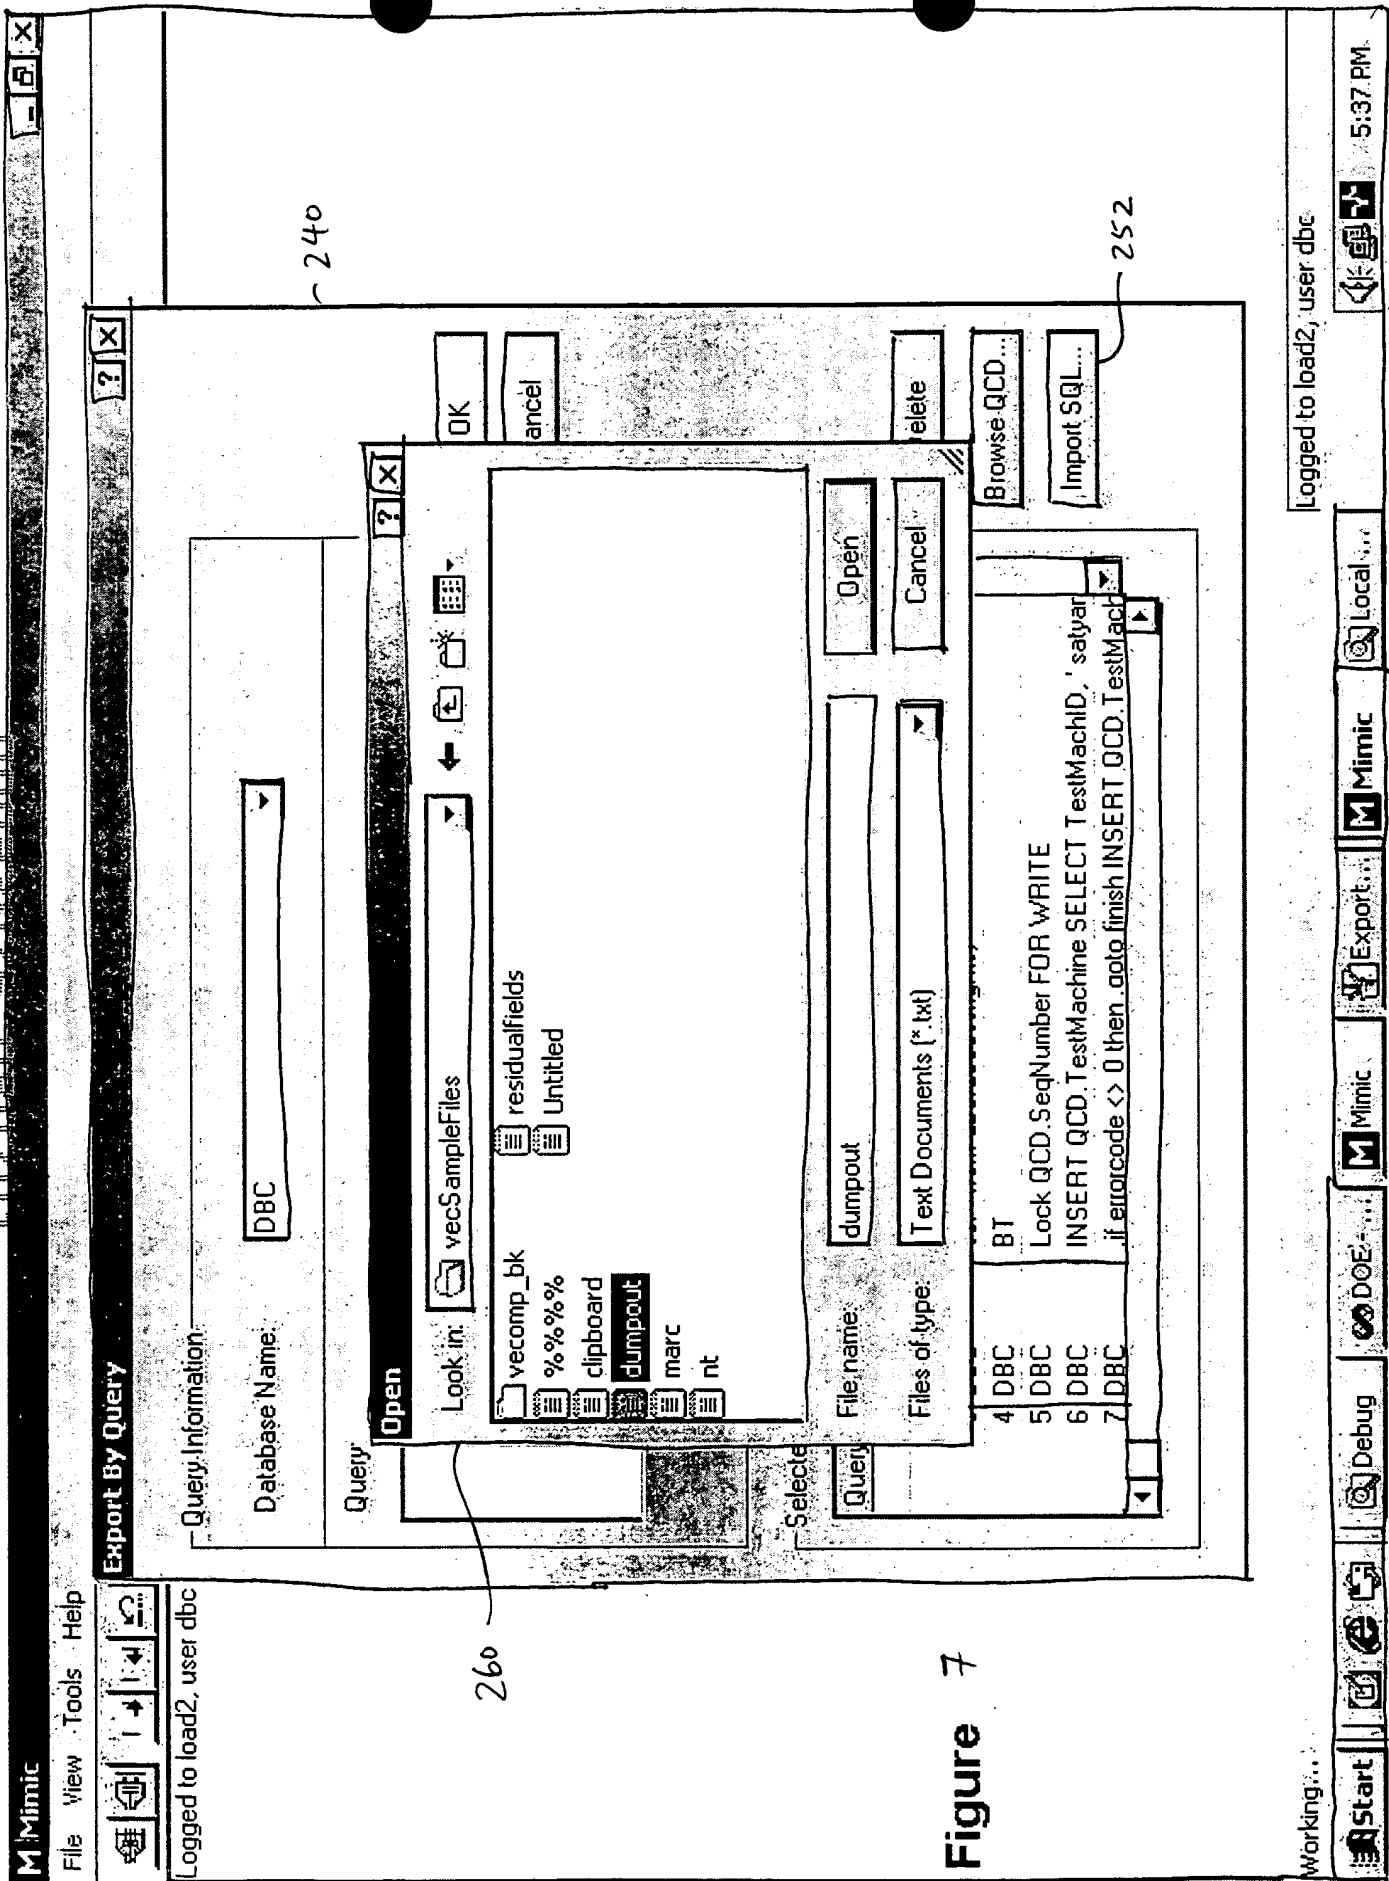 M Mimic
File View Tools Help
Logged to load2, user dbc
Export By Query
Query Information
Database Name: DBC
Query
OK
ancel
elete
Browse QCD...
Import SQL...
Open
Look in: vecSampleFiles
vecomp_bk
%%%%
clipboard
dumpout
marc
nt
residualfields
Untitled
File name: dumpout
Open
Files of type: Text Documents (*.txt)
Cancel
Selecte
Query
4 DBC BT
5 DBC Lock QCD.SeqNumber FOR WRITE
6 DBC INSERT QCD.TestMachine SELECT TestMachID, ' satyar
7 DBC .if errorcode <> 0 then .goto finish INSERT QCD.TestMach
240
252
260
Figure 7
Working...
Logged to load2, user dbc
Start
Debug
DOE - ...
M Mimic
Export...
M Mimic
Local ...
5:37 PM